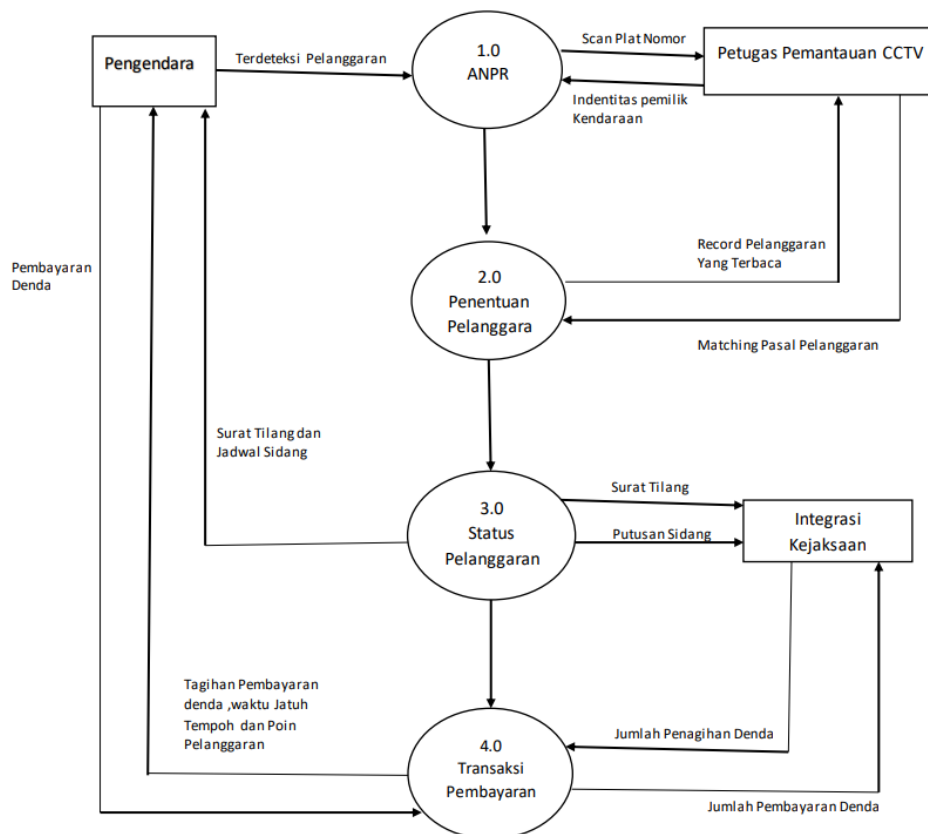 Pengendara
Terdeteksi Pelanggaran
1.0
ANPR
Scan Plat Nomor
Petugas Pemantauan CCTV
Indentitas pemilik
Kendaraan
Pembayaran
Denda
2.0
Penentuan
Pelanggara
Record Pelanggaran
Yang Terbaca
Matching Pasal Pelanggaran
Surat Tilang dan
Jadwal Sidang
3.0
Status
Pelanggaran
Surat Tilang
Putusan Sidang
Integrasi
Kejaksaan
Tagihan Pembayaran
denda ,waktu Jatuh
Tempoh dan Poin
Pelanggaran
4.0
Transaksi
Pembayaran
Jumlah Penagihan Denda
Jumlah Pembayaran Denda